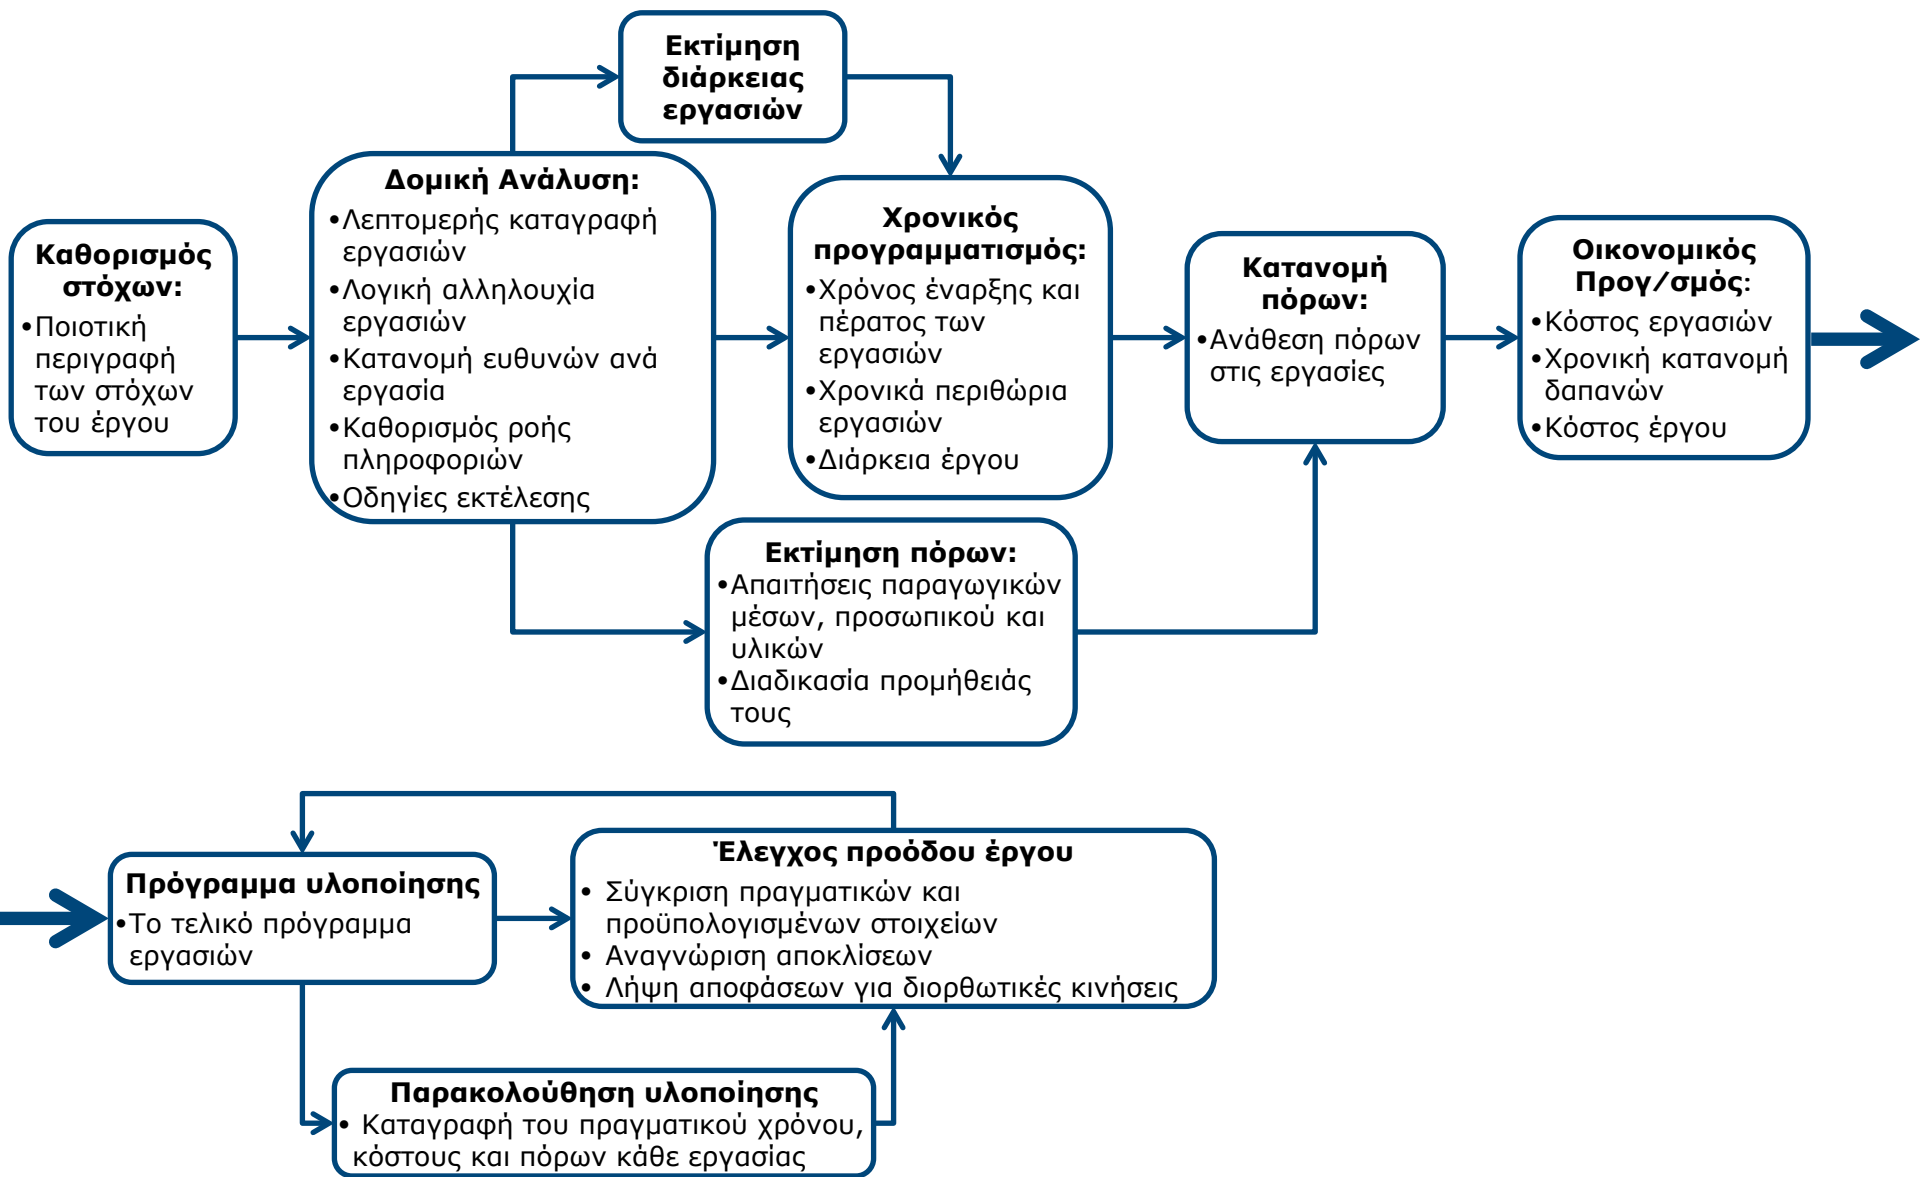 Εκτίμηση
διάρκειας
εργασιών
Καθορισμός
στόχων:
•Ποιοτική
περιγραφή
των στόχων
του έργου
Δομική Ανάλυση:
•Λεπτομερής καταγραφή
εργασιών
•Λογική αλληλουχία
εργασιών
•Κατανομή ευθυνών ανά
εργασία
•Καθορισμός ροής
πληροφοριών
•Οδηγίες εκτέλεσης
Χρονικός
προγραμματισμός:
•Χρόνος έναρξης και
πέρατος των
εργασιών
•Χρονικά περιθώρια
εργασιών
•Διάρκεια έργου
Κατανομή
πόρων:
•Ανάθεση πόρων
στις εργασίες
Οικονομικός
Προγ/σμός:
•Κόστος εργασιών
•Χρονική κατανομή
δαπανών
•Κόστος έργου
Εκτίμηση πόρων:
•Απαιτήσεις παραγωγικών
μέσων, προσωπικού και
υλικών
•Διαδικασία προμήθειάς
τους
Πρόγραμμα υλοποίησης
•Το τελικό πρόγραμμα
εργασιών
Έλεγχος προόδου έργου
• Σύγκριση πραγματικών και
προϋπολογισμένων στοιχείων
• Αναγνώριση αποκλίσεων
• Λήψη αποφάσεων για διορθωτικές κινήσεις
Παρακολούθηση υλοποίησης
• Καταγραφή του πραγματικού χρόνου,
κόστους και πόρων κάθε εργασίας